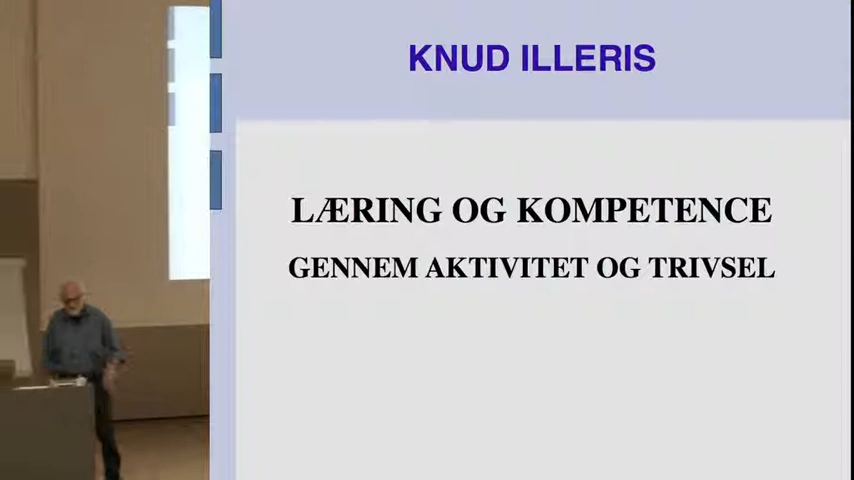 KNUD ILLERIS
LÆRING OG KOMPETENCE
GENNEM AKTIVITET OG TRIVSEL